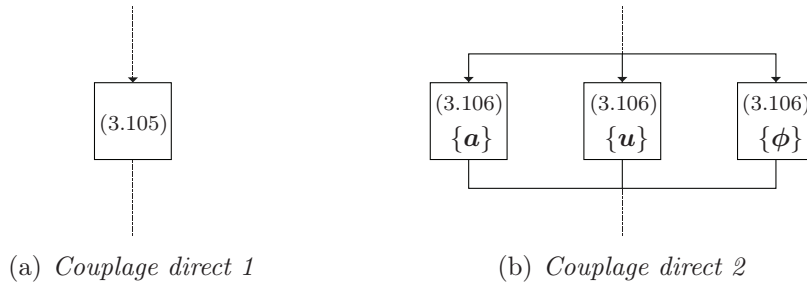 (3.105)
(3.106) (3.106) (3.106)
{a} {u} {ϕ}
(a) Couplage direct 1 (b) Couplage direct 2